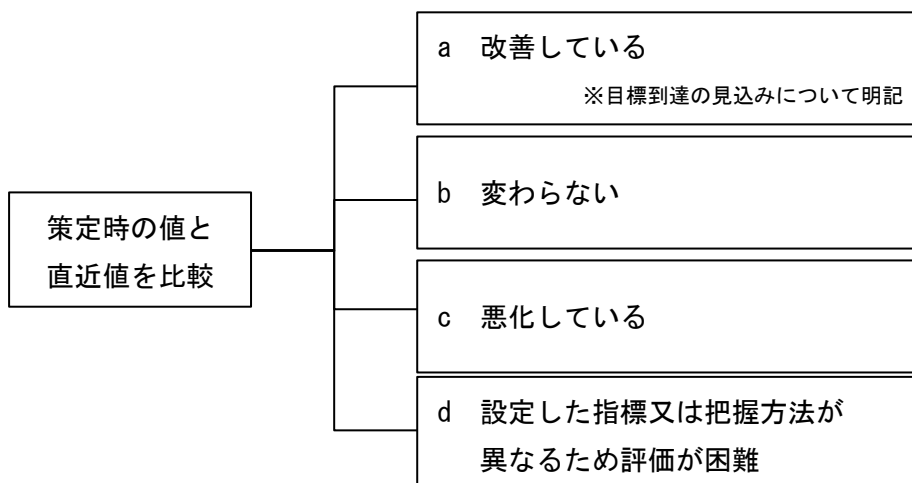 策定時の値と
直近値を比較
a 改善している
※目標到達の見込みについて明記
b 変わらない
c 悪化している
d 設定した指標又は把握方法が
異なるため評価が困難